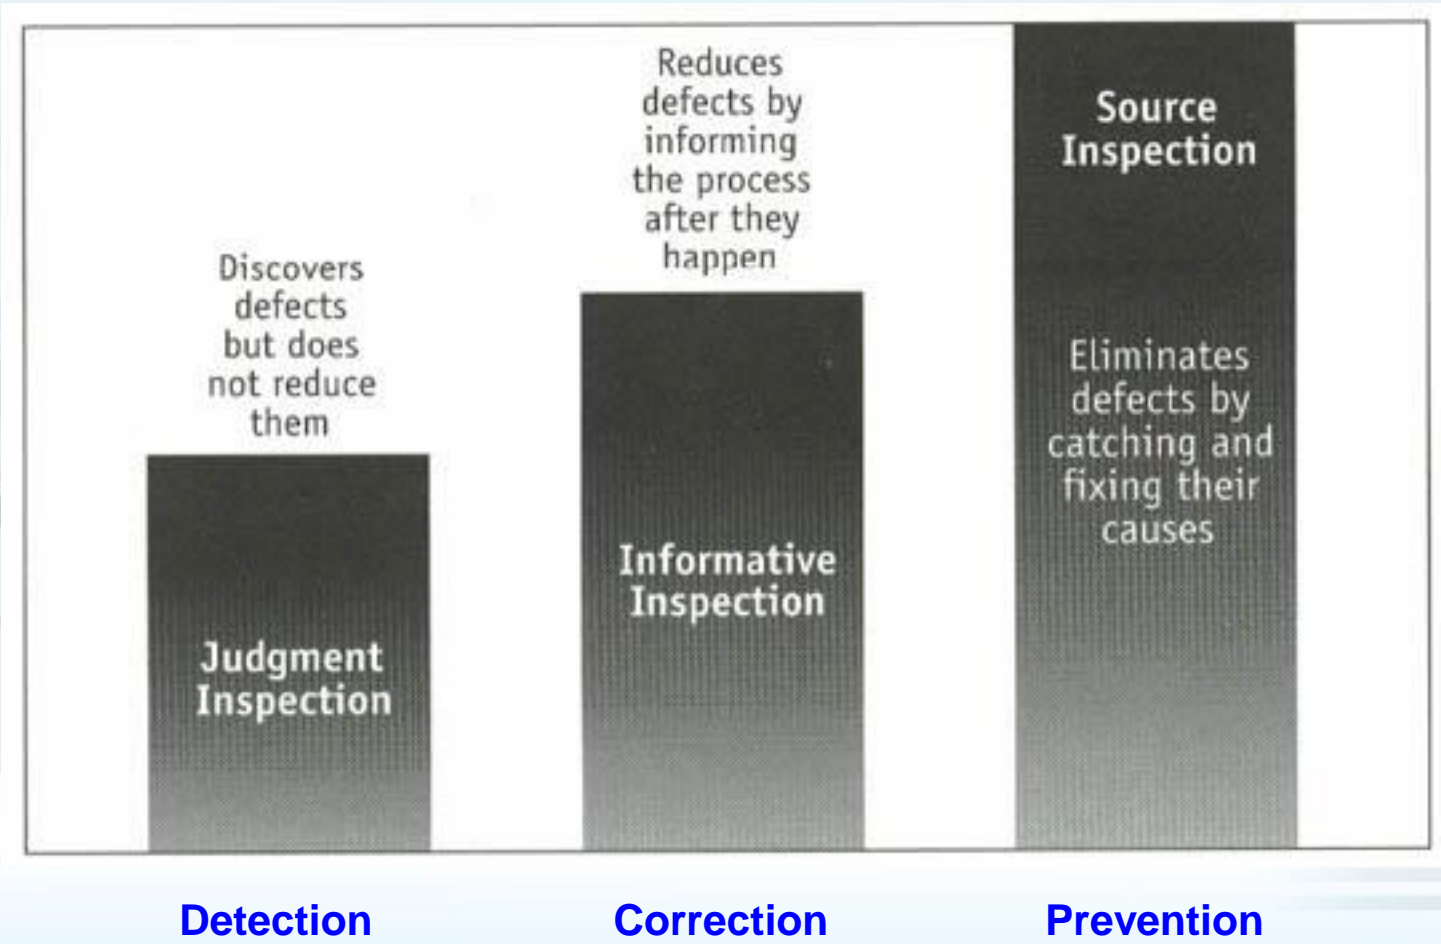 Discovers
defects
but does
not reduce
them
Judgment
Inspection
Reduces
defects by
informing
the process
after they
happen
Informative
Inspection
Source
Inspection
Eliminates
defects by
catching and
fixing their
causes
Detection
Correction
Prevention